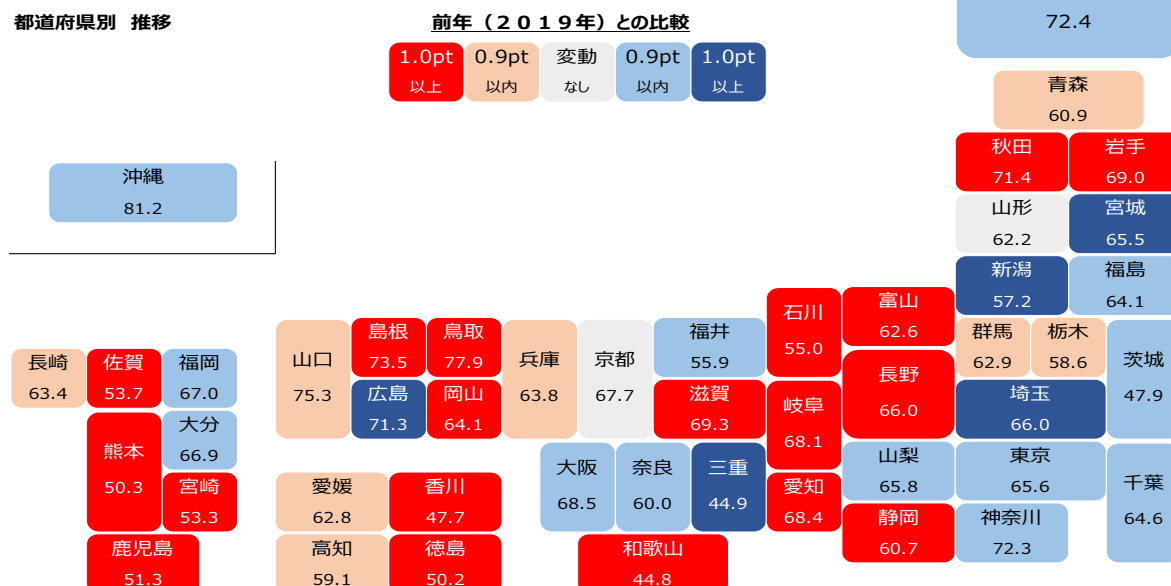 都道府県別 推移
前年（２０１９年）との比較
72.4
1.0pt
以上
0.9pt
以内
変動
なし
0.9pt
以内
1.0pt
以上
青森
60.9
秋田
71.4
岩手
69.0
沖縄
81.2
山形
62.2
宮城
65.5
新潟
57.2
福島
64.1
石川
55.0
富山
62.6
群馬
62.9
栃木
58.6
茨城
47.9
長崎
63.4
佐賀
53.7
福岡
67.0
山口
75.3
島根
73.5
鳥取
77.9
兵庫
63.8
京都
67.7
福井
55.9
長野
66.0
広島
71.3
岡山
64.1
滋賀
69.3
岐阜
68.1
埼玉
66.0
熊本
50.3
大分
66.9
大阪
68.5
奈良
60.0
三重
44.9
山梨
65.8
東京
65.6
千葉
64.6
宮崎
53.3
愛媛
62.8
香川
47.7
愛知
68.4
静岡
60.7
神奈川
72.3
鹿児島
51.3
高知
59.1
徳島
50.2
和歌山
44.8